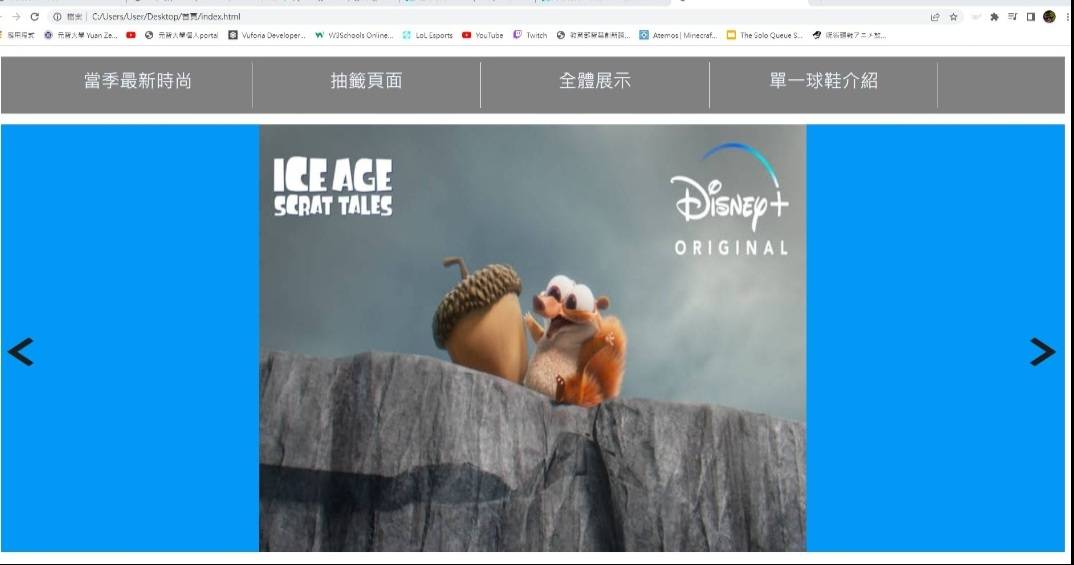 檔案 | C:/Users/User/Desktop/首頁/index.html
應用程式 元智大學 Yuan Ze... 元智大學個人portal Vuforia Developer... W3Schools Online... LoL Esports YouTube Twitch Aternos | Minecraf... The Solo Queue S...
當季最新時尚 抽籤頁面 全體展示 單一球鞋介紹
ICE AGE
SCRAT TALES
Disney+
ORIGINAL
< >